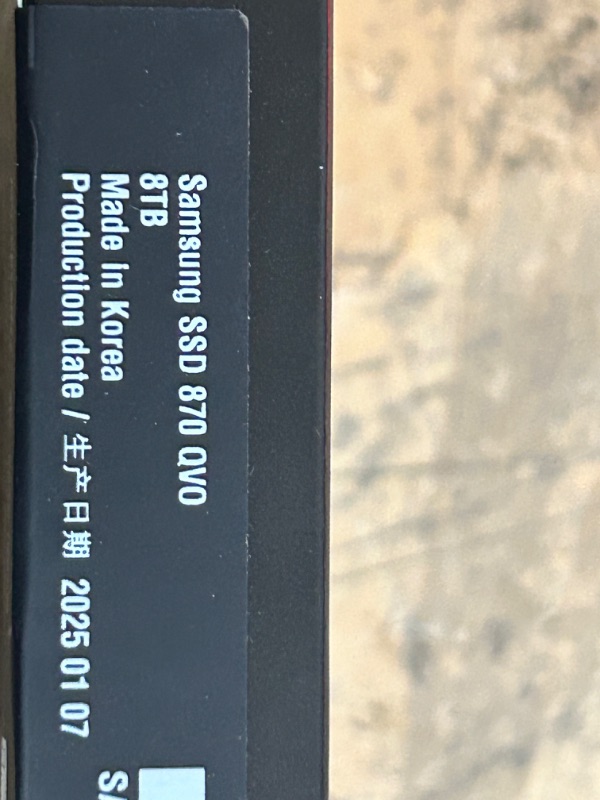 Samsung SSD 870 QVO
8TB
Made in Korea
Production date / 生产日期 2025 01 07